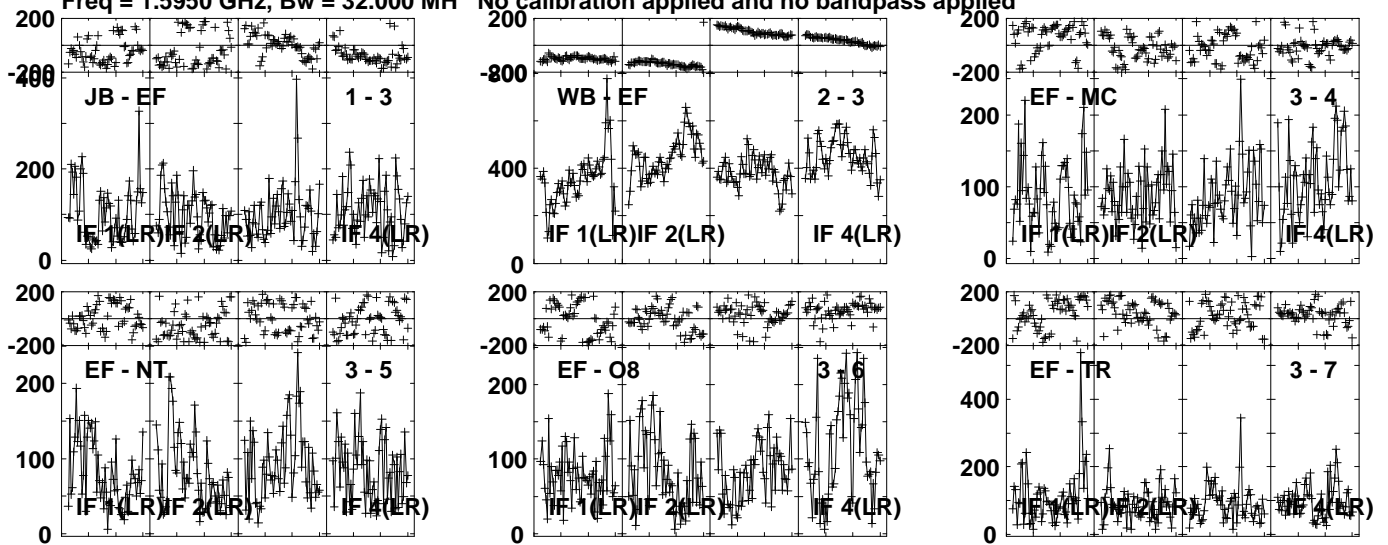 Freq = 1.5950 GHz, Bw = 32.000 MH No calibration applied and no bandpass applied
200
-200
400
JB - EF 1 - 3
200
0
IF 1(LR) IF 2(LR) IF 4(LR)
200
-200
800
WB - EF 2 - 3
400
0
IF 1(LR) IF 2(LR) IF 4(LR)
200
-200
EF - MC 3 - 4
200
100
0
IF 1(LR) IF 2(LR) IF 4(LR)
200
-200
EF - NT 3 - 5
200
100
0
IF 1(LR) IF 2(LR) IF 4(LR)
200
-200
EF - O8 3 - 6
200
100
0
IF 1(LR) IF 2(LR) IF 4(LR)
200
-200
EF - TR 3 - 7
400
200
0
IF 1(LR) IF 2(LR) IF 4(LR)